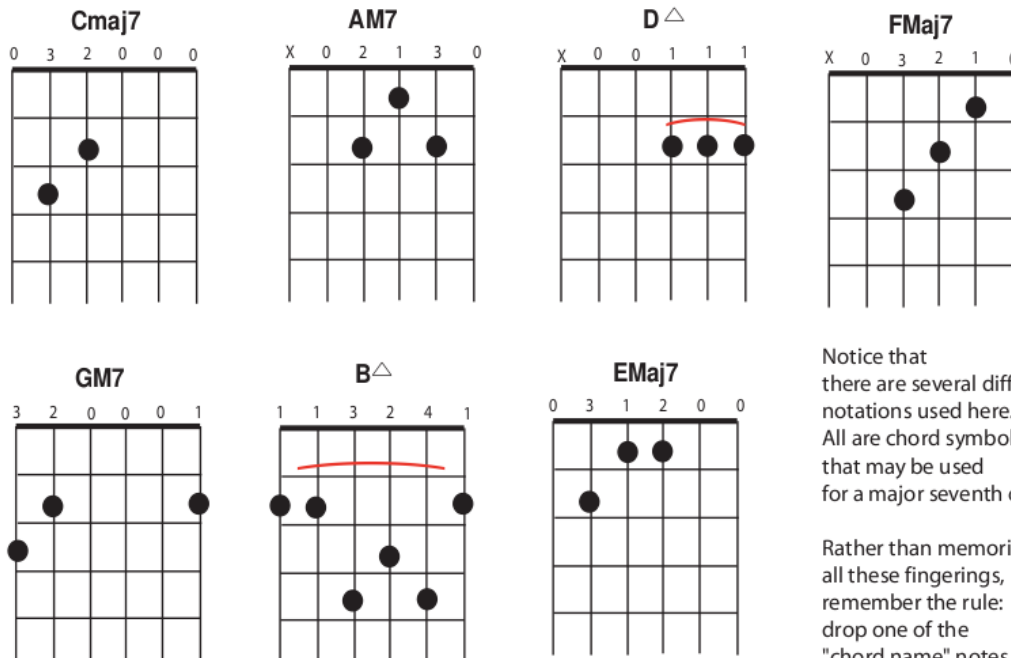 Cmaj7
0 3 2 0 0 0
AM7
X 0 2 1 3 0
D△
X 0 0 1 1 1
FMaj7
X 0 3 2 1
GM7
3 2 0 0 0 1
B△
1 1 3 2 4 1
EMaj7
0 3 1 2 0 0
Notice that
there are several
notations used here.
All are chord
that may be used
for a major seventh
Rather than
all these fingerings,
remember the rule:
drop one of the
"chord name" notes